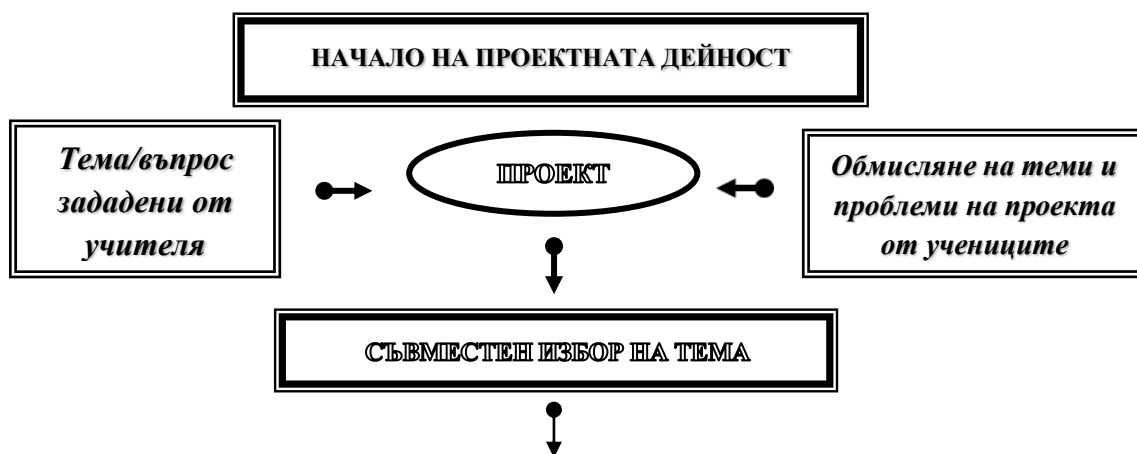 НАЧАЛО НА ПРОЕКТНАТА ДЕЙНОСТ
Тема/въпрос
зададени от
учителя
ПРОЕКТ
Обмисляне на теми и
проблеми на проекта
от учениците
СЪВМЕСТЕН ИЗБОР НА ТЕМА